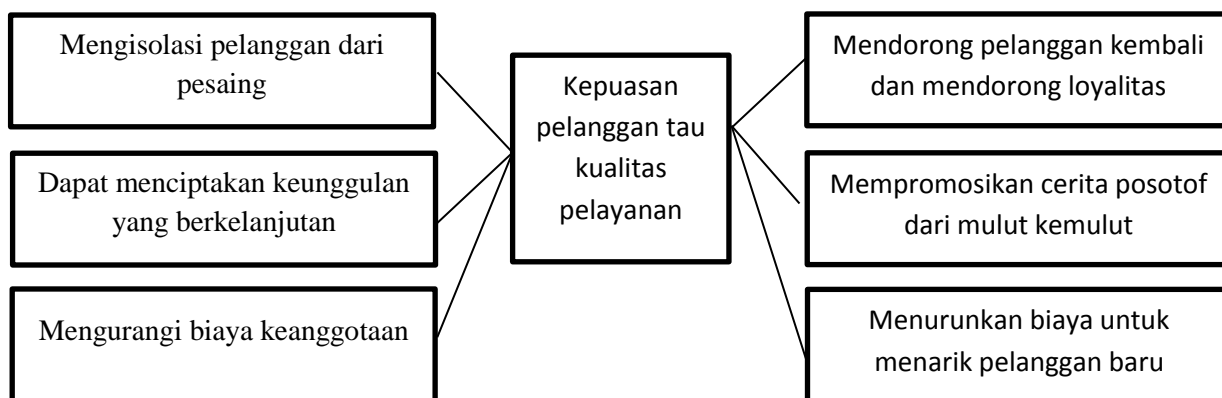 Mengisolasi pelanggan dari
pesaing
Dapat menciptakan keunggulan
yang berkelanjutan
Mengurangi biaya keanggotaan
Kepuasan
pelanggan tau
kualitas
pelayanan
Mendorong pelanggan kembali
dan mendorong loyalitas
Mempromosikan cerita posotof
dari mulut kemulut
Menurunkan biaya untuk
menarik pelanggan baru